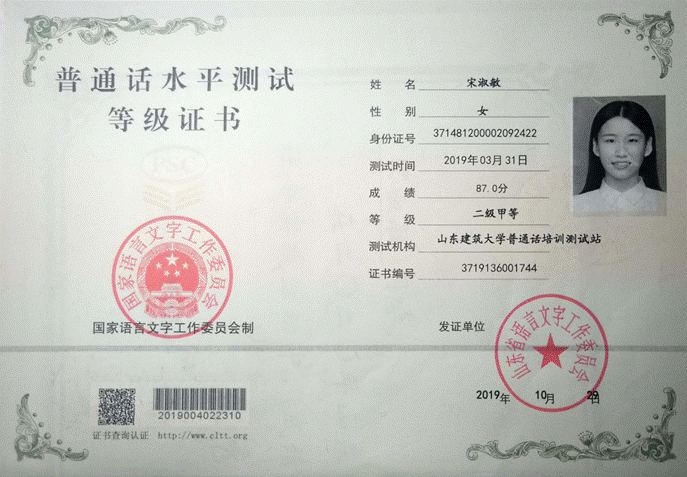 普通话水平测试
等级证书
PSC
国家语言文字工作委员会
国家语言文字工作委员会制
2019004022310
证书查询认证 http://www.cltt.org
姓 名 宋淑敏
性 别 女
身份证号 371481200002092422
测试时间 2019年03月31日
成 绩 87.0分
等 级 二级甲等
测试机构 山东建筑大学普通话培训测试站
证书编号 3719136001744
发证单位
山东省语言文字工作委员会
2019年 10月 29日